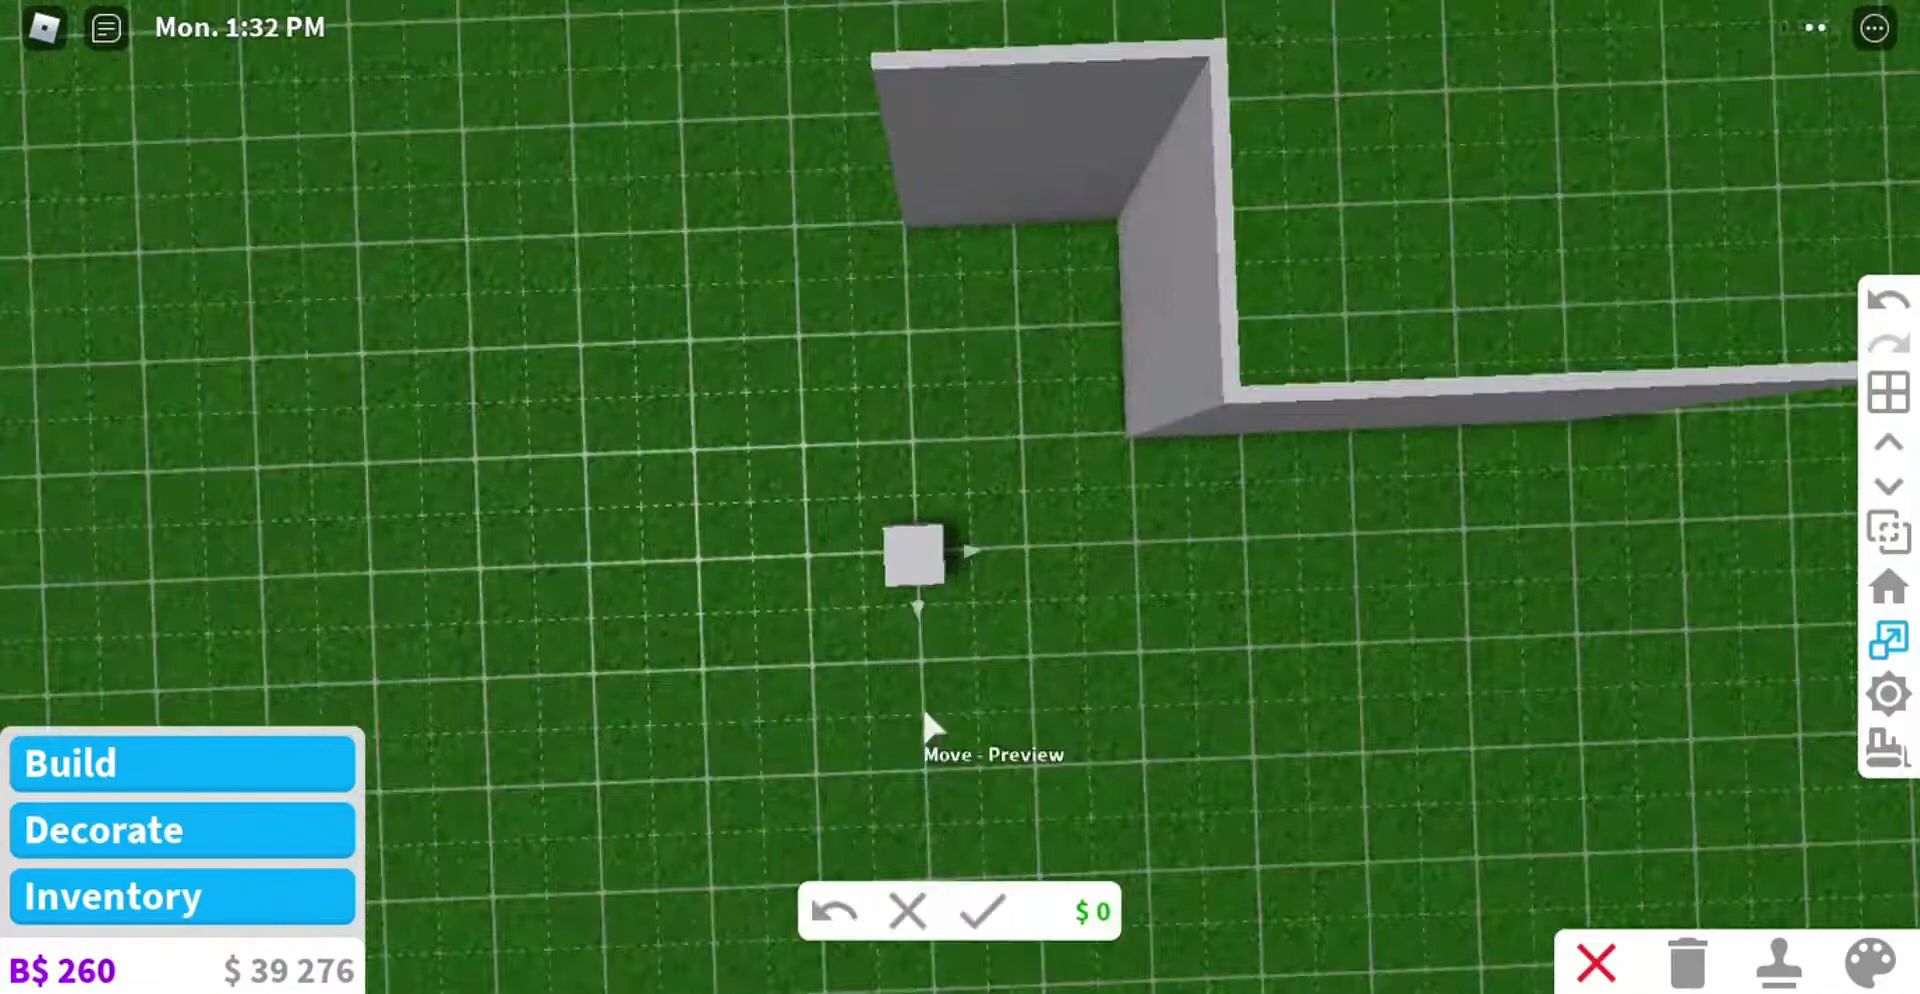 Mon. 1:32 PM
Move - Preview
Build
Decorate
Inventory
$ 0
B$ 260
$ 39 276